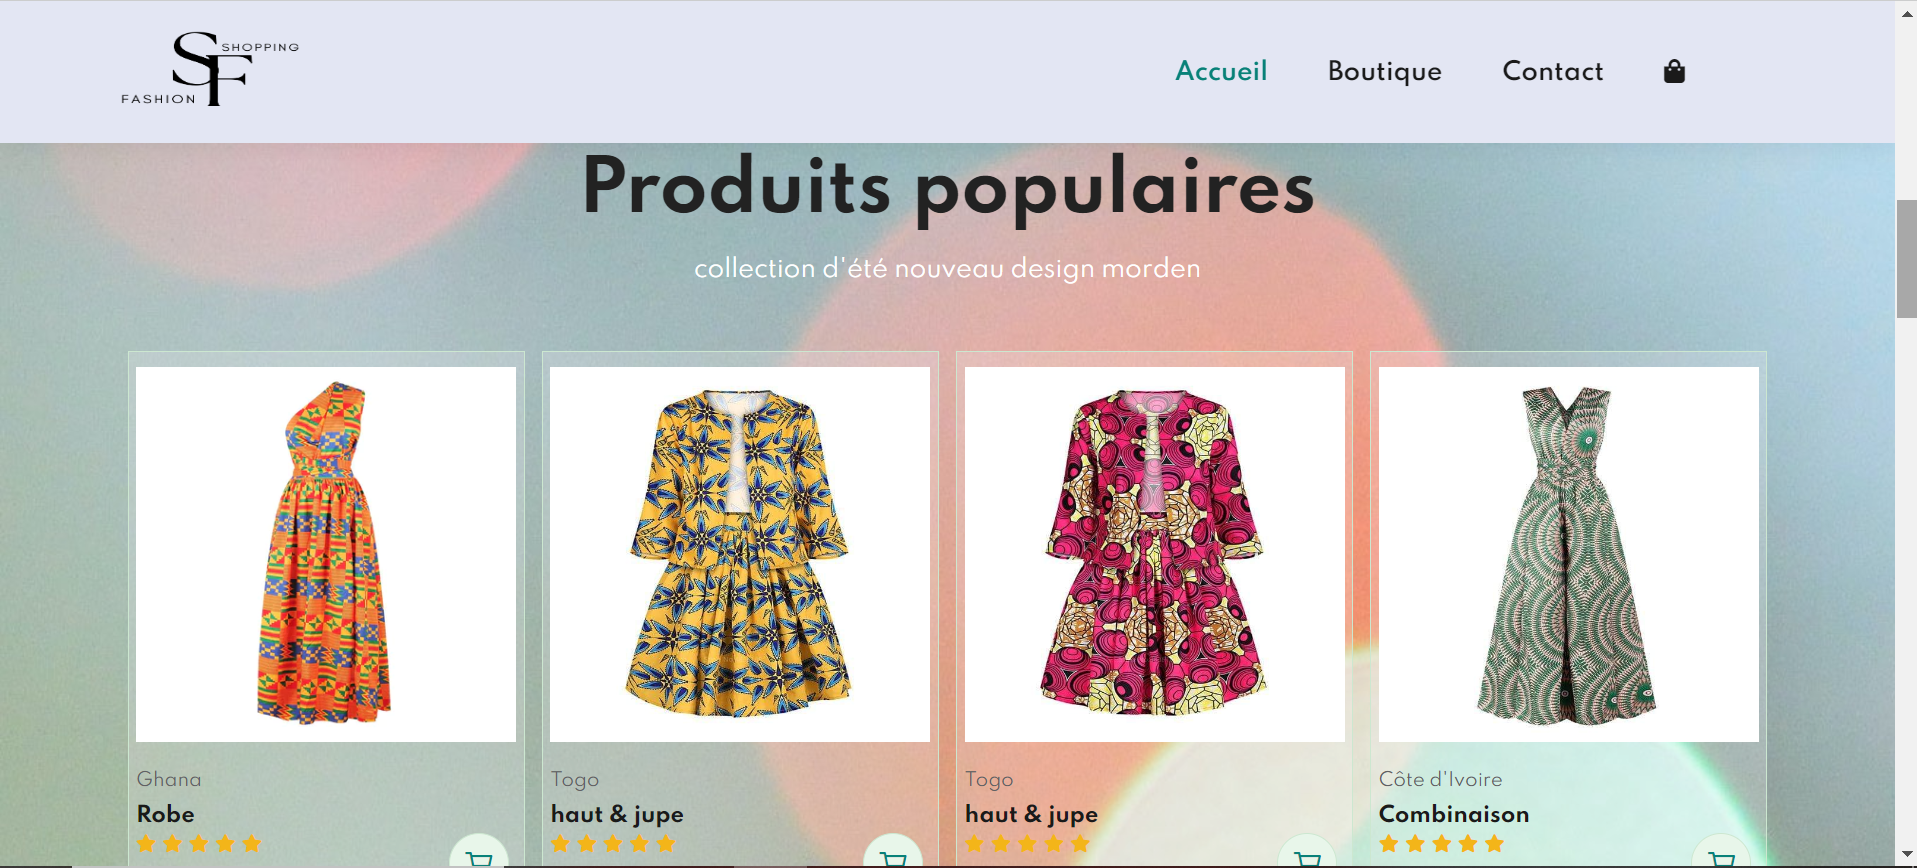 SHOPPING
SF
FASHION
Accueil
Boutique
Contact
Produits populaires
collection d'été nouveau design morden
Ghana
Robe
Togo
haut & jupe
Togo
haut & jupe
Côte d'Ivoire
Combinaison